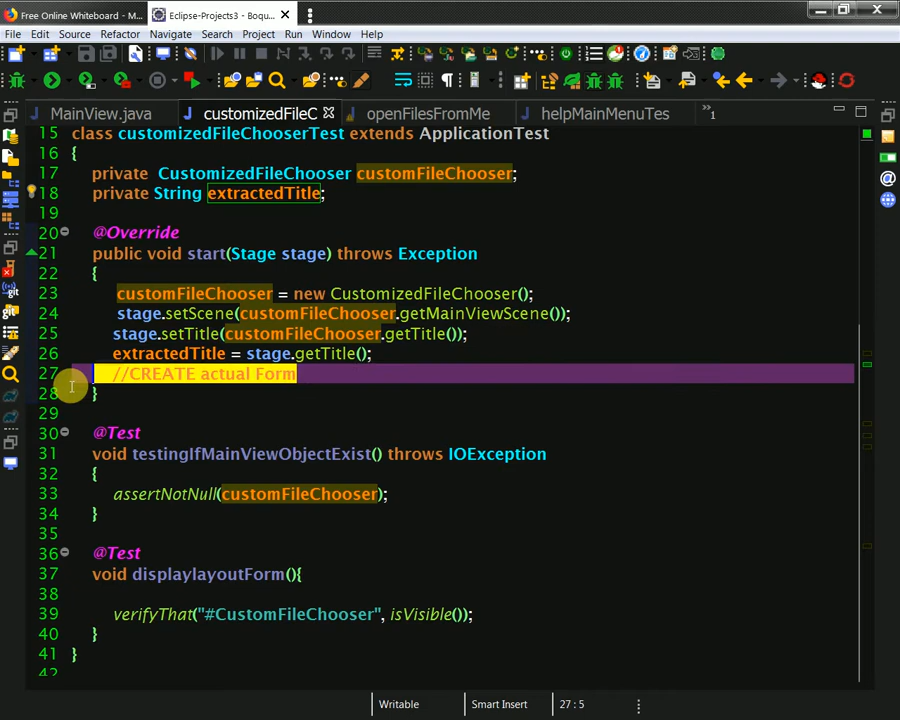 Free Online Whiteboard - M...
Eclipse-Projects3 - Boqu...
File Edit Source Refactor Navigate Search Project Run Window Help
MainView.java customizedFileC openFilesFromMe helpMainMenuTes »1
15 class customizedFileChooserTest extends ApplicationTest
16 {
17 private CustomizedFileChooser customFileChooser;
18 private String extractedTitle;
19
20 @Override
21 public void start(Stage stage) throws Exception
22 {
23 customFileChooser = new CustomizedFileChooser();
24 stage.setScene(customFileChooser.getMainViewScene());
25 stage.setTitle(customFileChooser.getTitle());
26 extractedTitle = stage.getTitle();
27 //CREATE actual Form
28 }
29
30 @Test
31 void testingIfMainViewObjectExist() throws IOException
32 {
33 assertNotNull(customFileChooser);
34 }
35
36 @Test
37 void displaylayoutForm(){
38
39 verifyThat("#CustomFileChooser", isVisible());
40 }
41 }
42
Writable Smart Insert 27 : 5